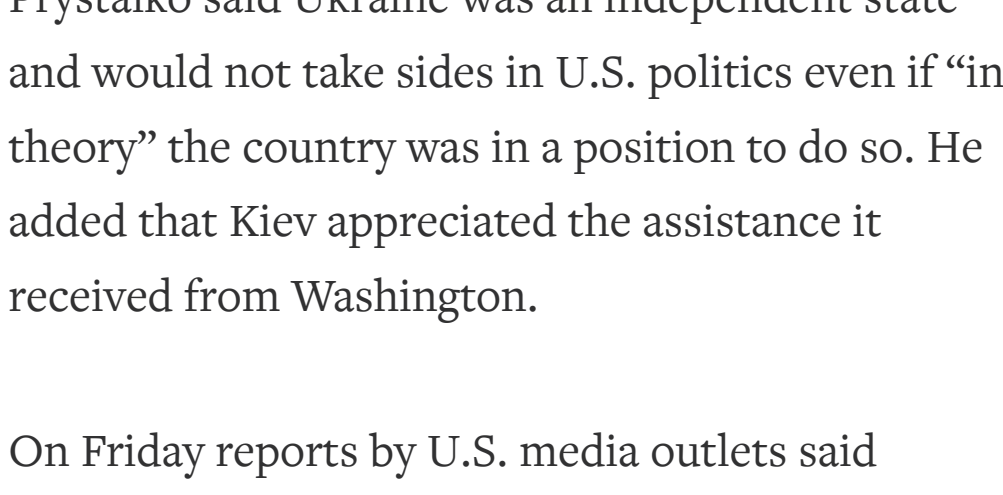 Prystaiko said Ukraine was an independent state
and would not take sides in U.S. politics even if “in
theory” the country was in a position to do so. He
added that Kiev appreciated the assistance it
received from Washington.
On Friday reports by U.S. media outlets said